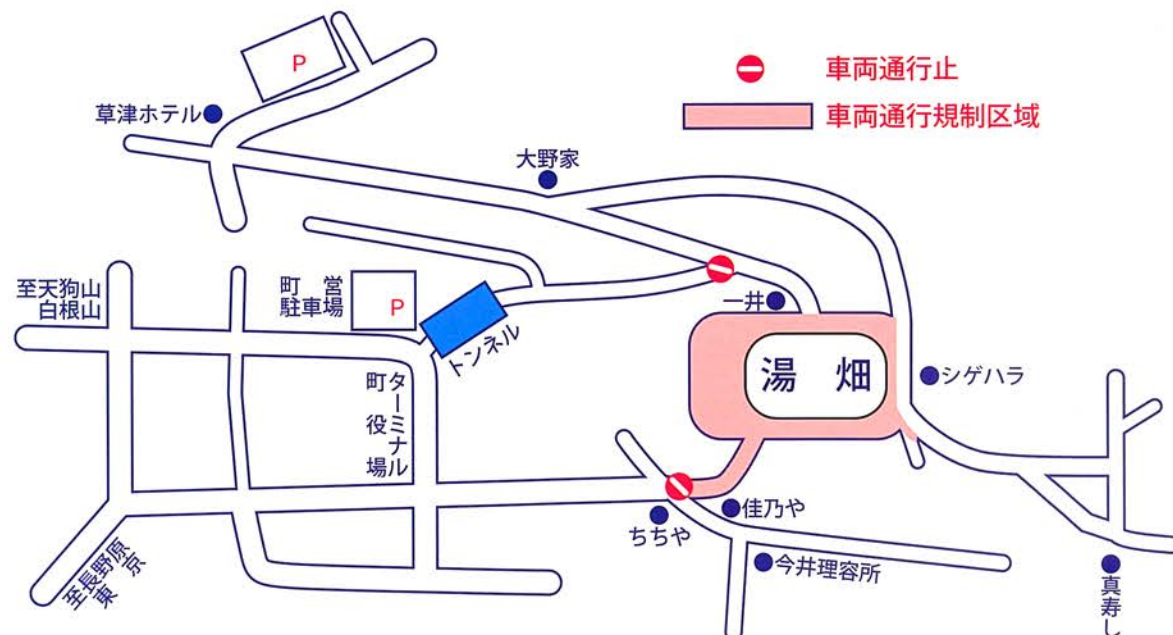 P
車両通行止
草津ホテル
車両通行規制区域
大野家
至天狗山
白根山
町営
駐車場
P
トンネル
一井
湯畑
シゲハラ
ターミナル
町役場
ちちや
佳乃や
今井理容所
至長野原
東京
真寿し